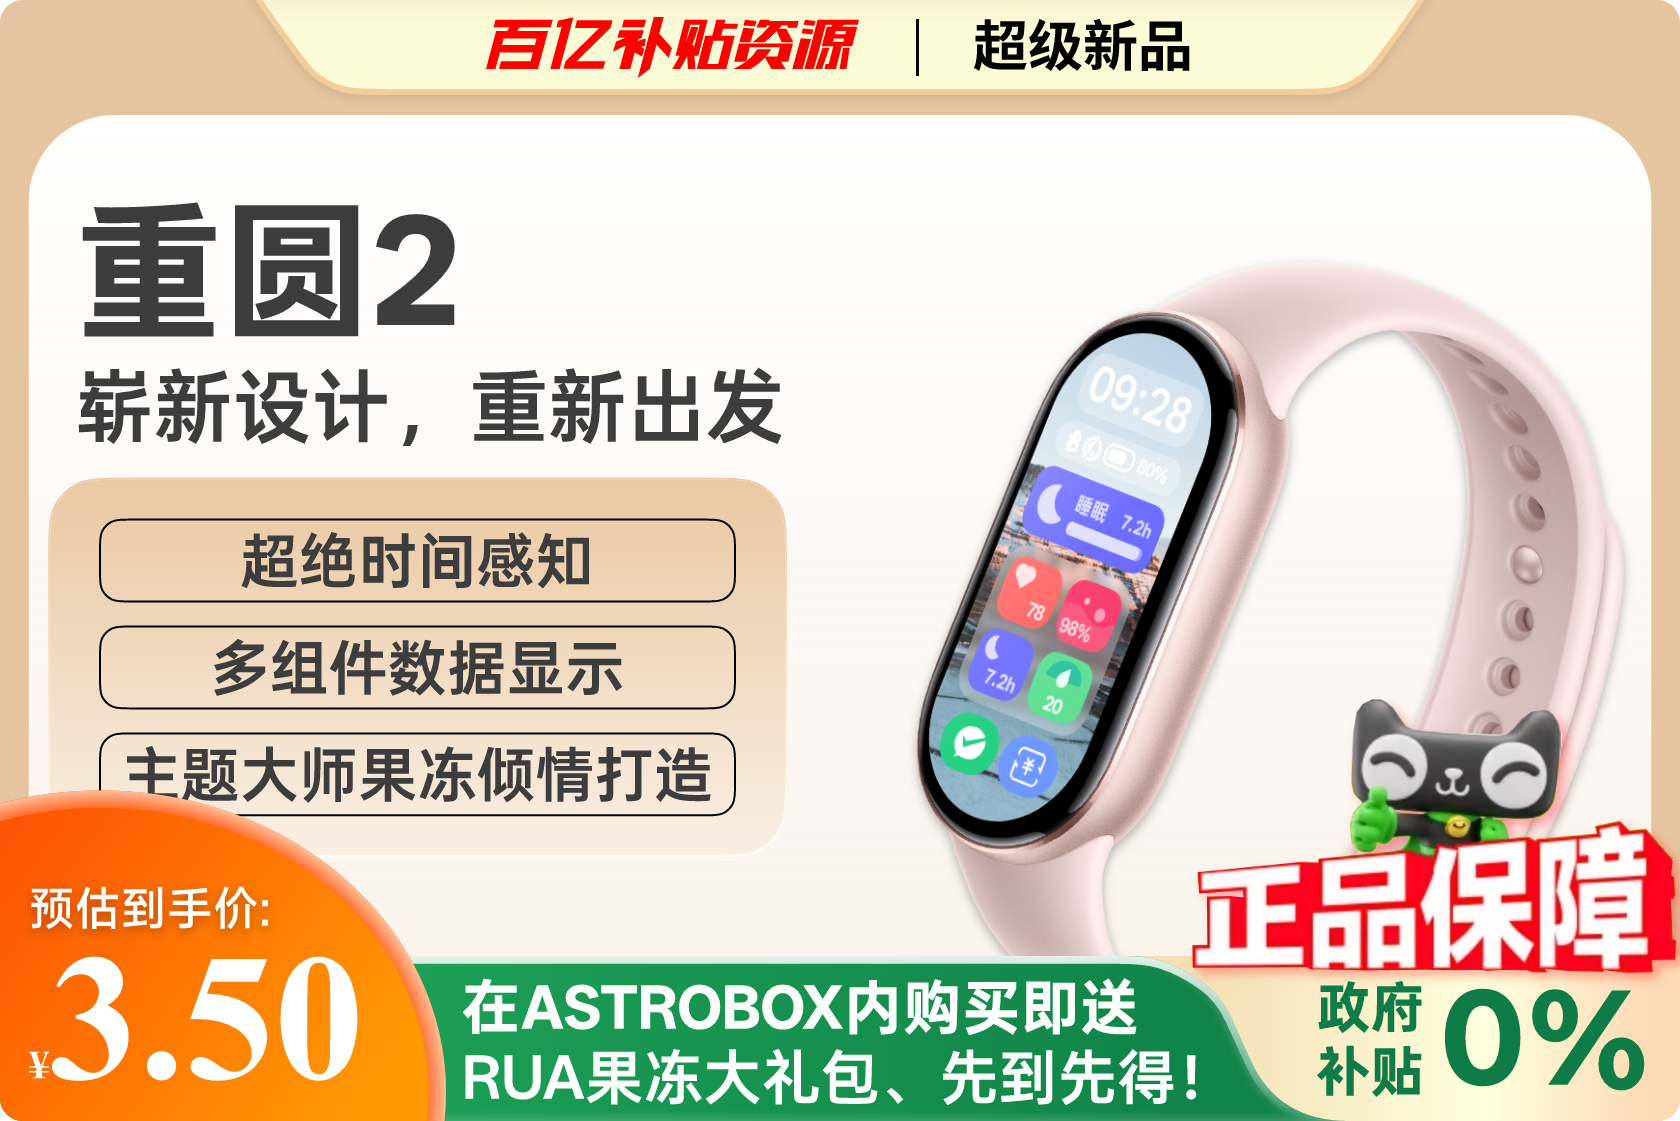 百亿补贴资源 | 超级新品
重圆2
崭新设计，重新出发
超绝时间感知
多组件数据显示
主题大师果冻倾情打造
09:28
80%
睡眠 7.2h
78
98%
7.2h
20
¥
正品保障
预估到手价:
¥3.50
在ASTROBOX内购买即送
RUA果冻大礼包、先到先得！
政府
补贴
0%